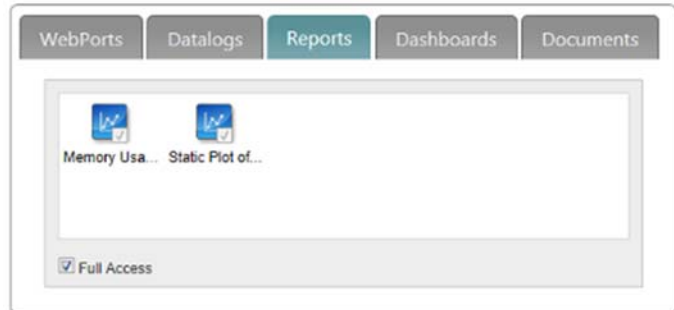 WebPorts Datalogs Reports Dashboards Documents
Memory Usa... Static Plot of...
Full Access